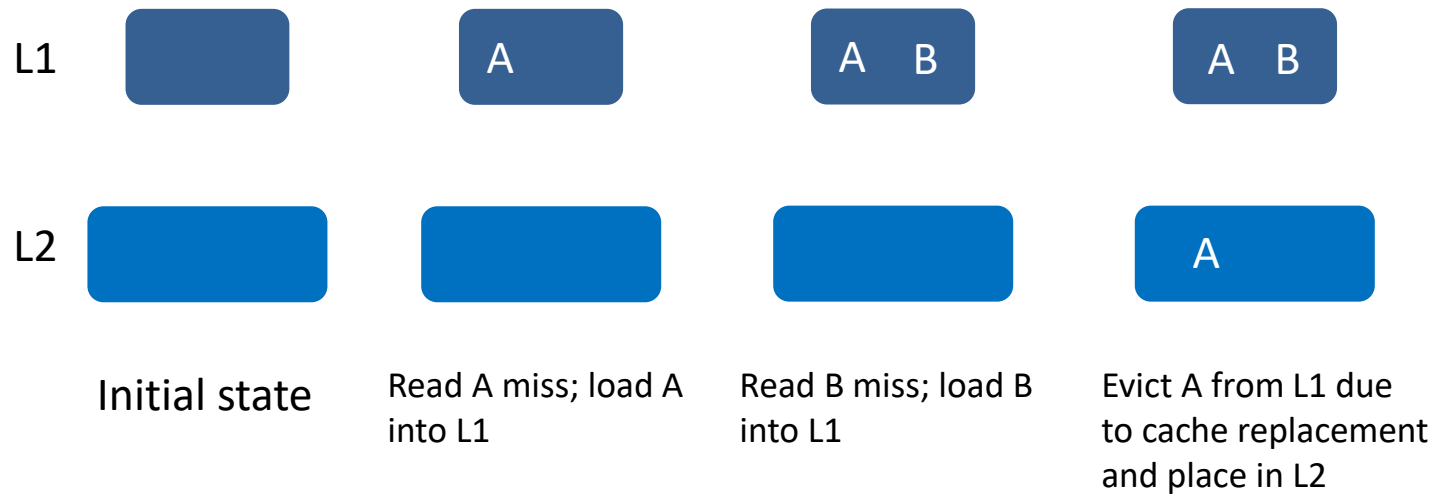 L1
A
A B
A B
L2
A
Initial state
Read A miss; load A
into L1
Read B miss; load B
into L1
Evict A from L1 due
to cache replacement
and place in L2